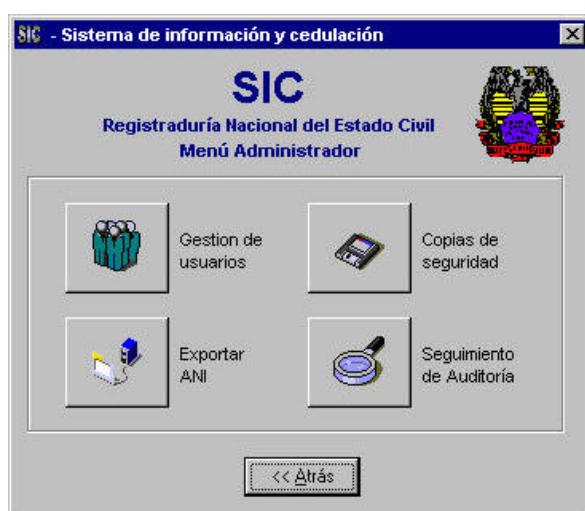 SIC - Sistema de información y cedulación
SIC
Registraduría Nacional del Estado Civil
Menú Administrador
Gestion de
usuarios
Copias de
seguridad
Exportar
ANI
Seguimiento
de Auditoría
<< Atrás